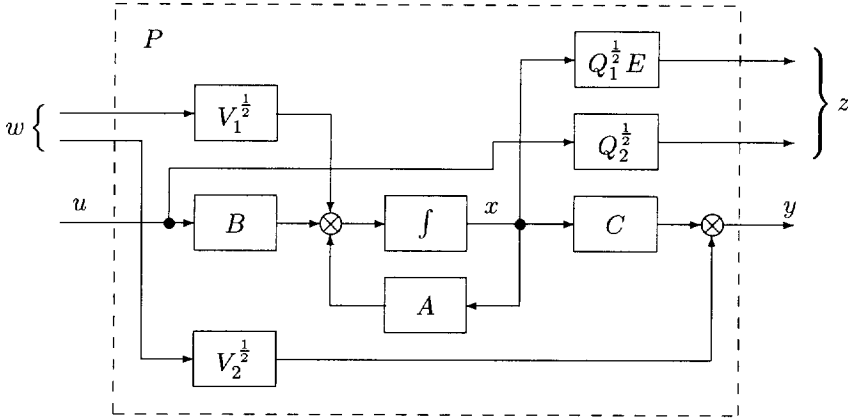 P
Q_1^{1/2} E
w {
V_1^{1/2}
} z
Q_2^{1/2}
u
B
∫
x
C
y
A
V_2^{1/2}